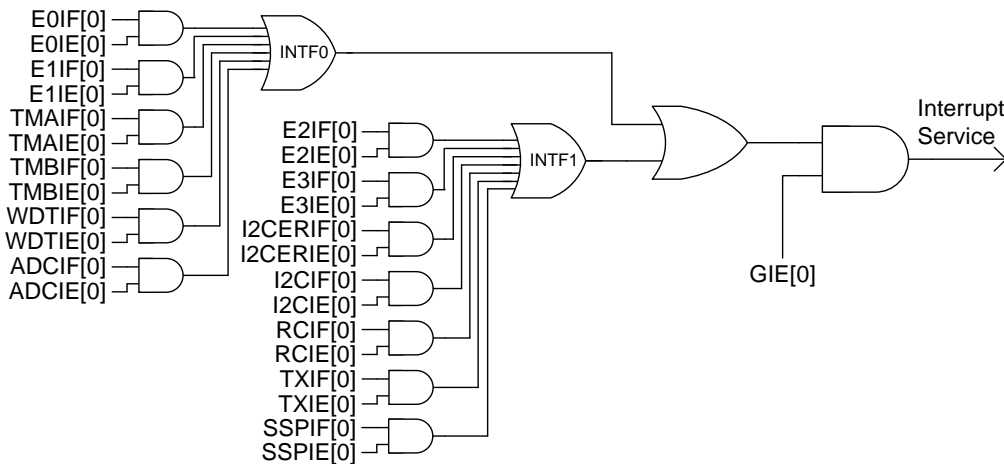 E0IF[0]
E0IE[0]
E1IF[0]
E1IE[0]
TMAIF[0]
TMAIE[0]
TMBIF[0]
TMBIE[0]
WDTIF[0]
WDTIE[0]
ADCIF[0]
ADCIE[0]
INTF0
E2IF[0]
E2IE[0]
E3IF[0]
E3IE[0]
I2CERIF[0]
I2CERIE[0]
I2CIF[0]
I2CIE[0]
RCIF[0]
RCIE[0]
TXIF[0]
TXIE[0]
SSPIF[0]
SSPIE[0]
INTF1
GIE[0]
Interrupt
Service